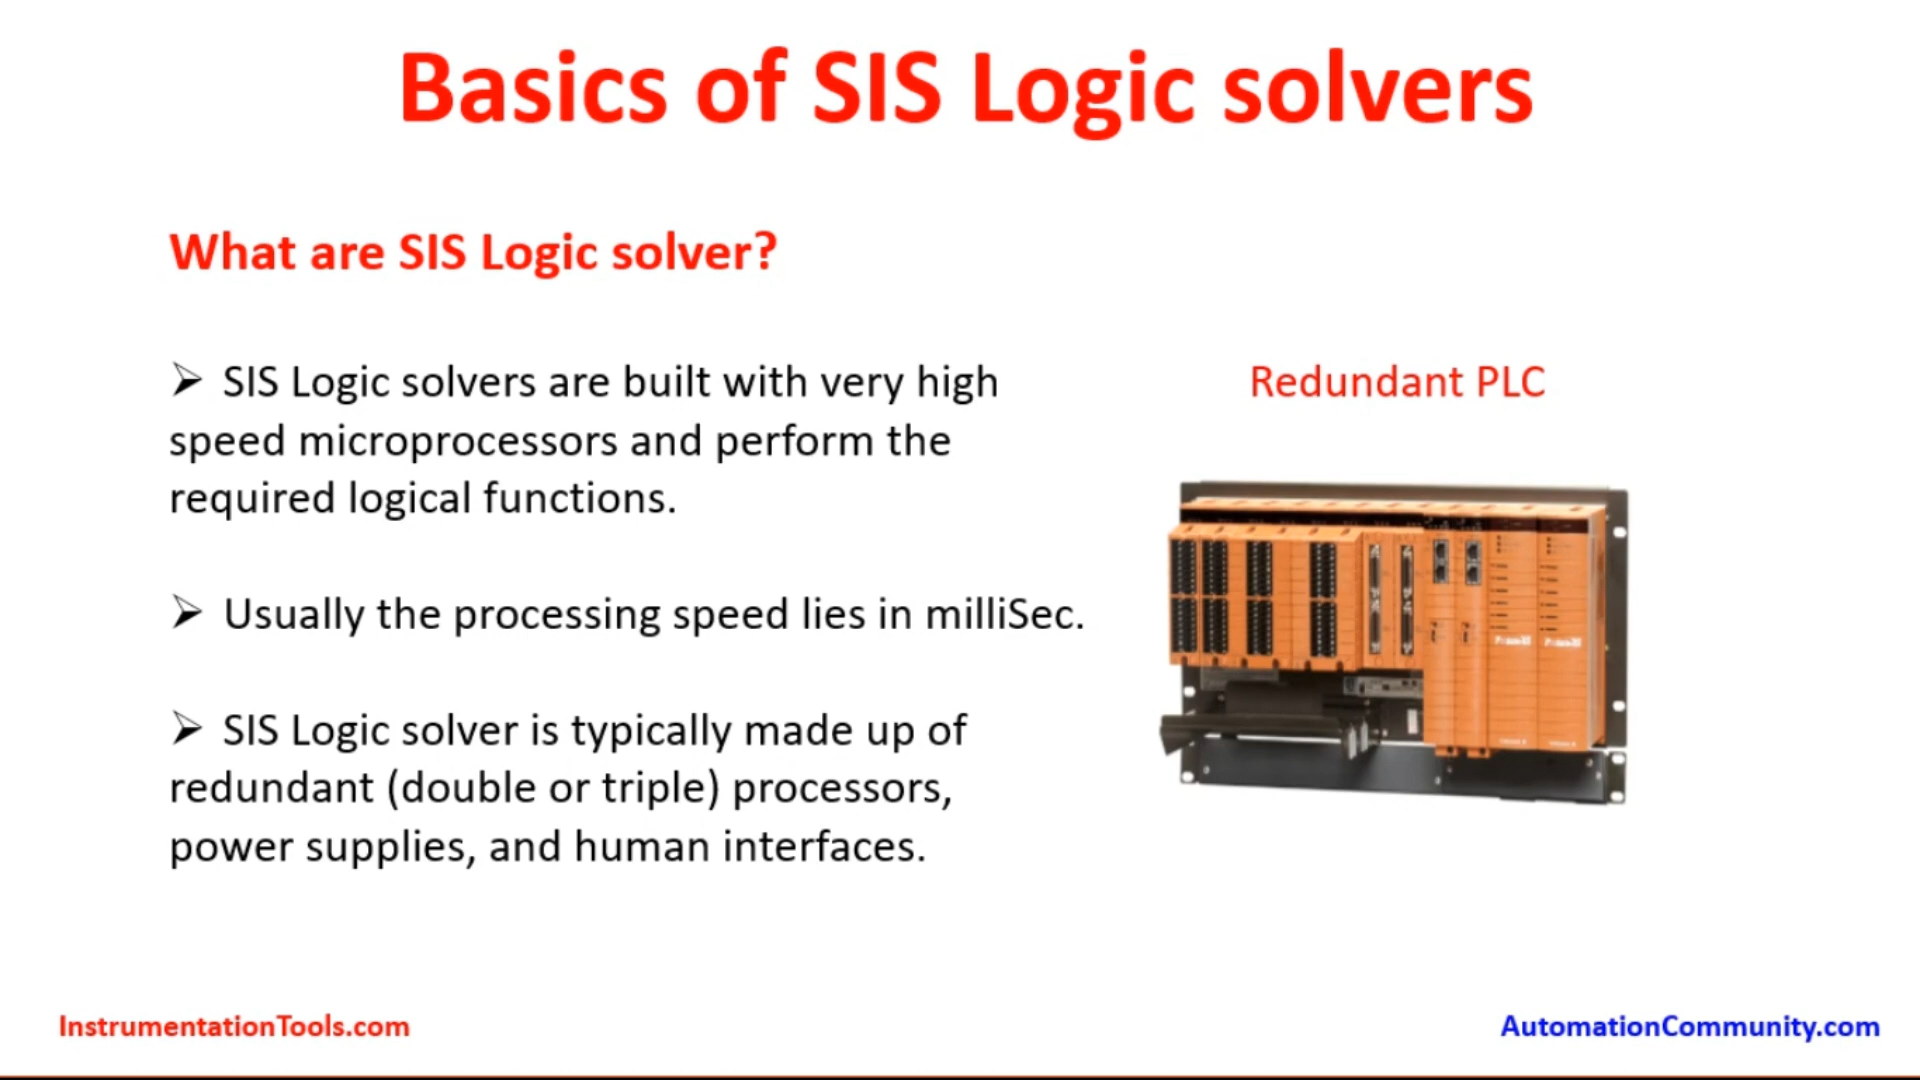 Basics of SIS Logic solvers
What are SIS Logic solver?
➢ SIS Logic solvers are built with very high
speed microprocessors and perform the
required logical functions.
Redundant PLC
➢ Usually the processing speed lies in milliSec.
➢ SIS Logic solver is typically made up of
redundant (double or triple) processors,
power supplies, and human interfaces.
InstrumentationTools.com
AutomationCommunity.com